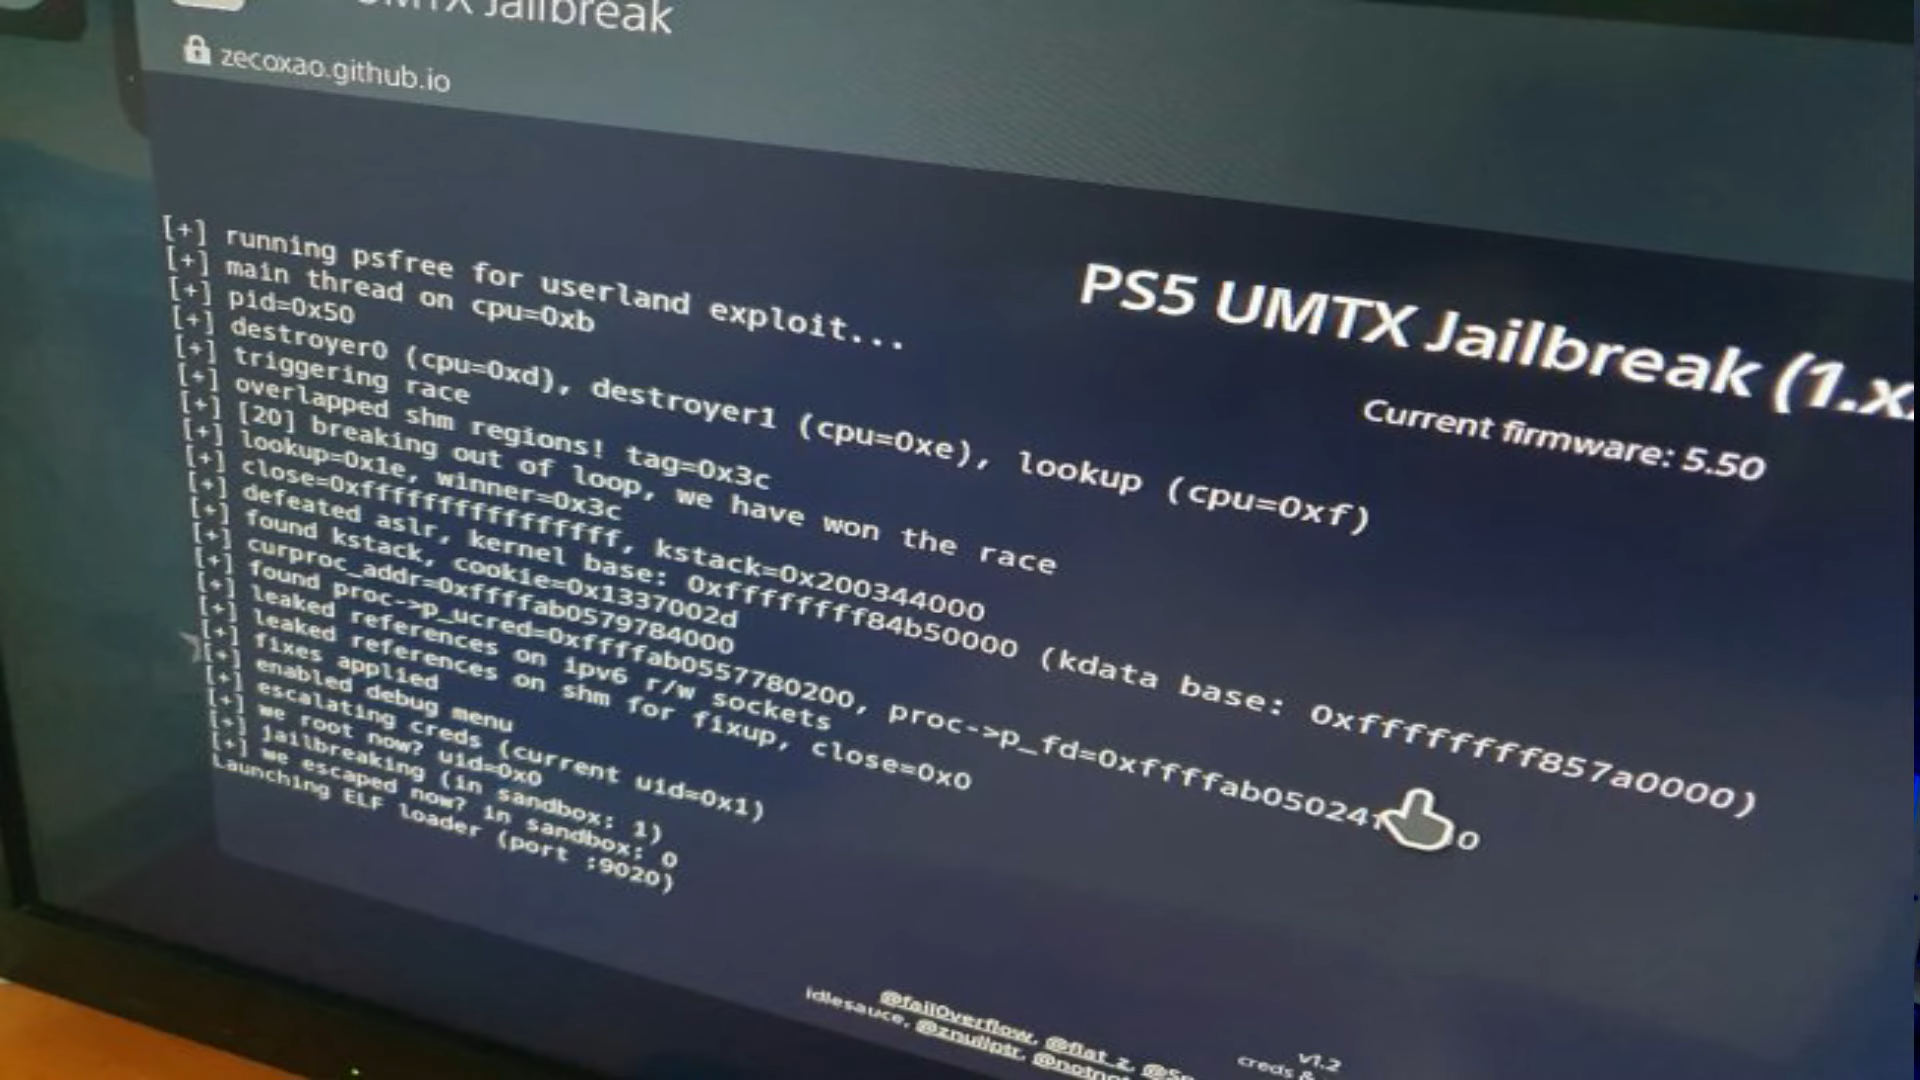 UMTX Jailbreak
zecoxao.github.io
PS5 UMTX Jailbreak (1.x
Current firmware: 5.50
[+] running psfree for userland exploit...
[+] main thread on cpu=0xb
[+] pid=0x50
[+] destroyer0 (cpu=0xd), destroyer1 (cpu=0xe), lookup (cpu=0xf)
[+] triggering race
[+] overlapped shm regions! tag=0x3c
[+] [20] breaking out of loop, we have won the race
[+] lookup=0x1e, winner=0x3c
[+] close=0xffffffffffffffff, kstack=0x200344000
[+] defeated aslr, kernel base: 0xffffffff84b50000 (kdata base: 0xffffffff857a0000)
[+] found kstack, cookie=0x1337002d
[+] curproc_addr=0xffffab0579784000
[+] found proc->p_ucred=0xffffab0557780200, proc->p_fd=0xffffab05024
[+] leaked references on ipv6 r/w sockets
[+] leaked references on shm for fixup, close=0x0
[+] fixes applied
[+] enabled debug menu
[+] escalating creds (current uid=0x1)
[+] we root now? uid=0x0
[+] jailbreaking (in sandbox: 1)
[+] we escaped now? in sandbox: 0
Launching ELF loader (port :9020)
@fail0verflow, @flat_z,
idlesauce, @znullptr,
v1.2
creds &